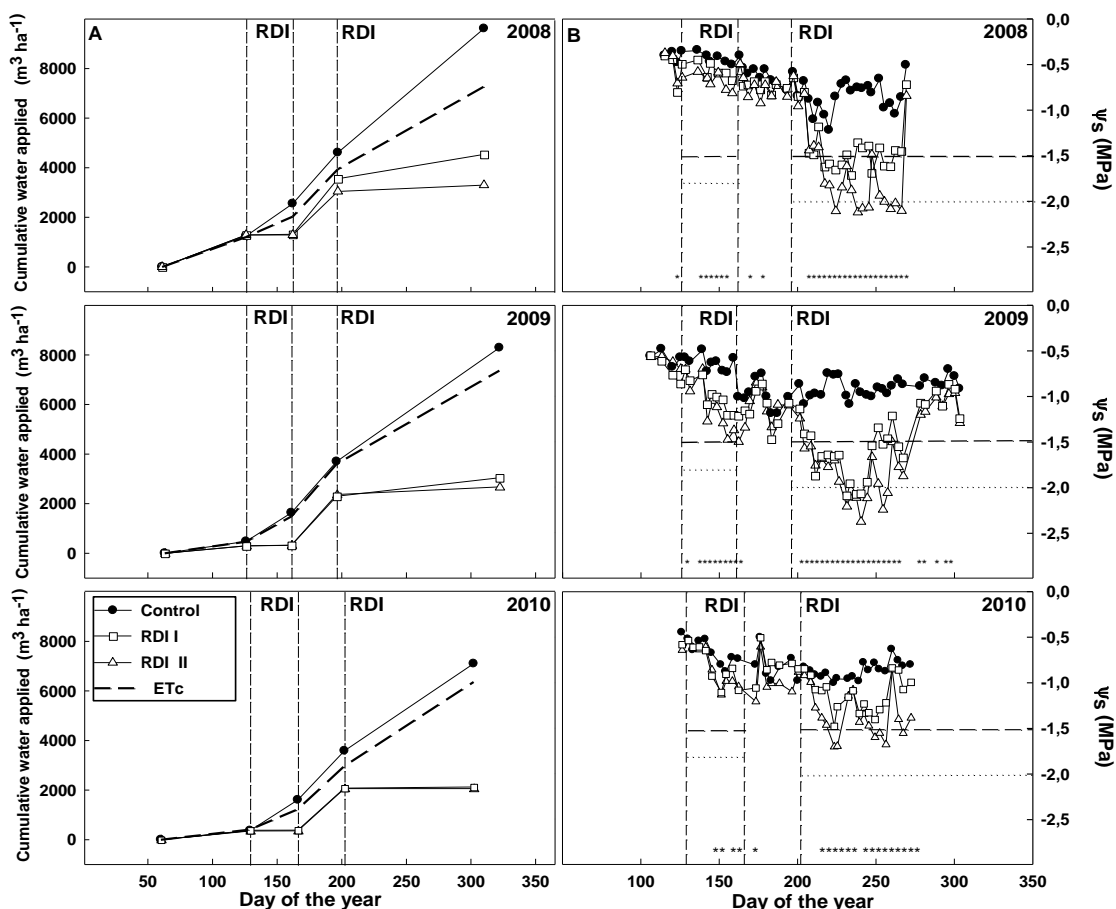 A RDI RDI 2008
Cumulative water applied (m³ ha⁻¹)
8000
6000
4000
2000
0
B RDI RDI 2008
0,0
-0,5
-1,0
-1,5
-2,0
-2,5
Ψs (MPa)
RDI RDI 2009
Cumulative water applied (m³ ha⁻¹)
8000
6000
4000
2000
0
RDI RDI 2009
0,0
-0,5
-1,0
-1,5
-2,0
-2,5
Ψs (MPa)
RDI RDI 2010
Control
RDI I
RDI II
ETc
Cumulative water applied (m³ ha⁻¹)
8000
6000
4000
2000
0
50 100 150 200 250 300 350
Day of the year
RDI RDI 2010
0,0
-0,5
-1,0
-1,5
-2,0
-2,5
Ψs (MPa)
100 150 200 250 300 350
Day of the year